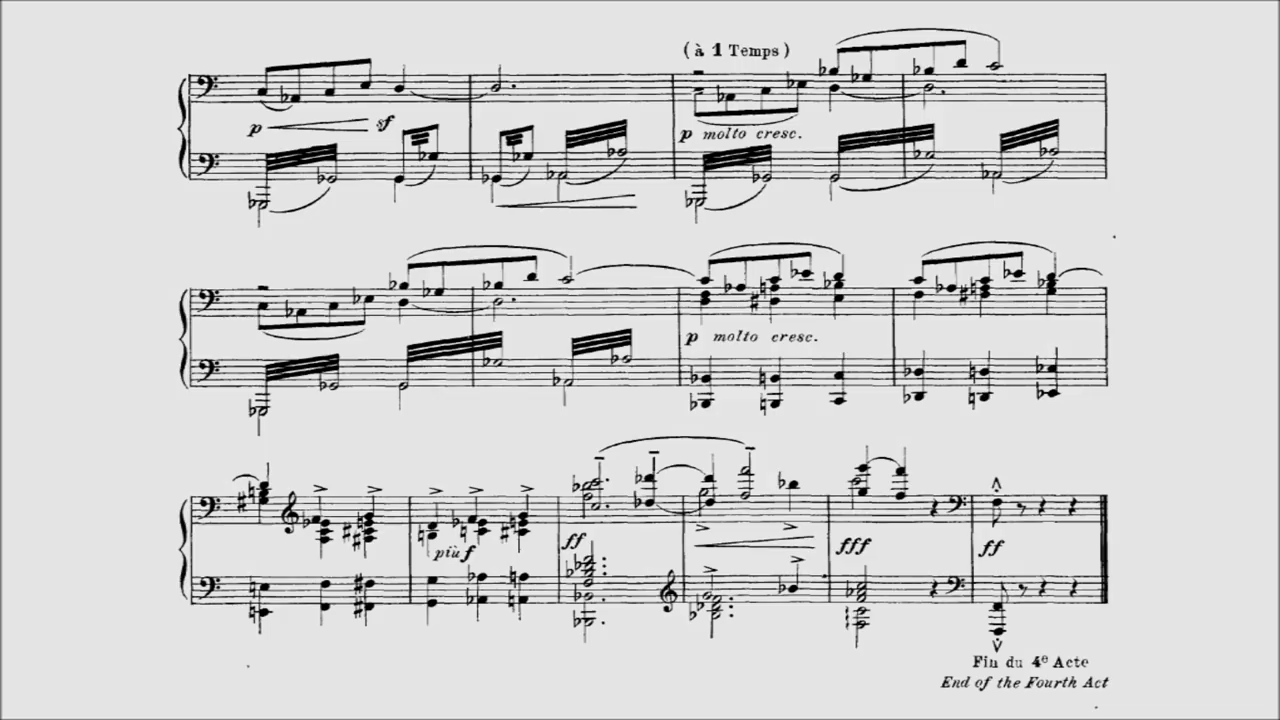 (à 1 Temps)
p sf
p molto cresc.
p molto cresc.
più f
ff
fff
ff
Fin du 4e Acte
End of the Fourth Act